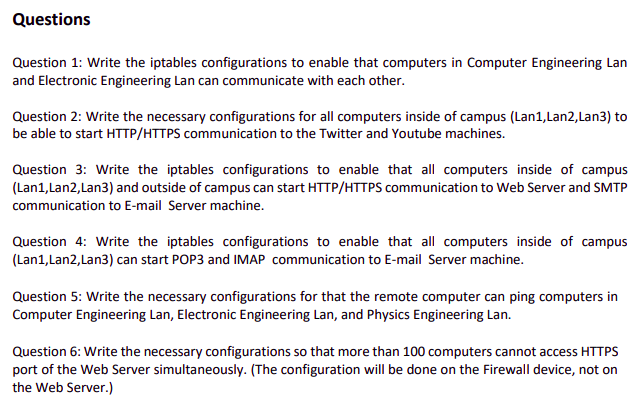 Questions
Question 1: Write the iptables configurations to enable that computers in Computer Engineering Lan
and Electronic Engineering Lan can communicate with each other.
Question 2: Write the necessary configurations for all computers inside of campus (Lan1,Lan2,Lan3) to
be able to start HTTP/HTTPS communication to the Twitter and Youtube machines.
Question 3: Write the iptables configurations to enable that all computers inside of campus
(Lan1,Lan2,Lan3) and outside of campus can start HTTP/HTTPS communication to Web Server and SMTP
communication to E-mail Server machine.
Question 4: Write the iptables configurations to enable that all computers inside of campus
(Lan1,Lan2,Lan3) can start POP3 and IMAP communication to E-mail Server machine.
Question 5: Write the necessary configurations for that the remote computer can ping computers in
Computer Engineering Lan, Electronic Engineering Lan, and Physics Engineering Lan.
Question 6: Write the necessary configurations so that more than 100 computers cannot access HTTPS
port of the Web Server simultaneously. (The configuration will be done on the Firewall device, not on
the Web Server.)